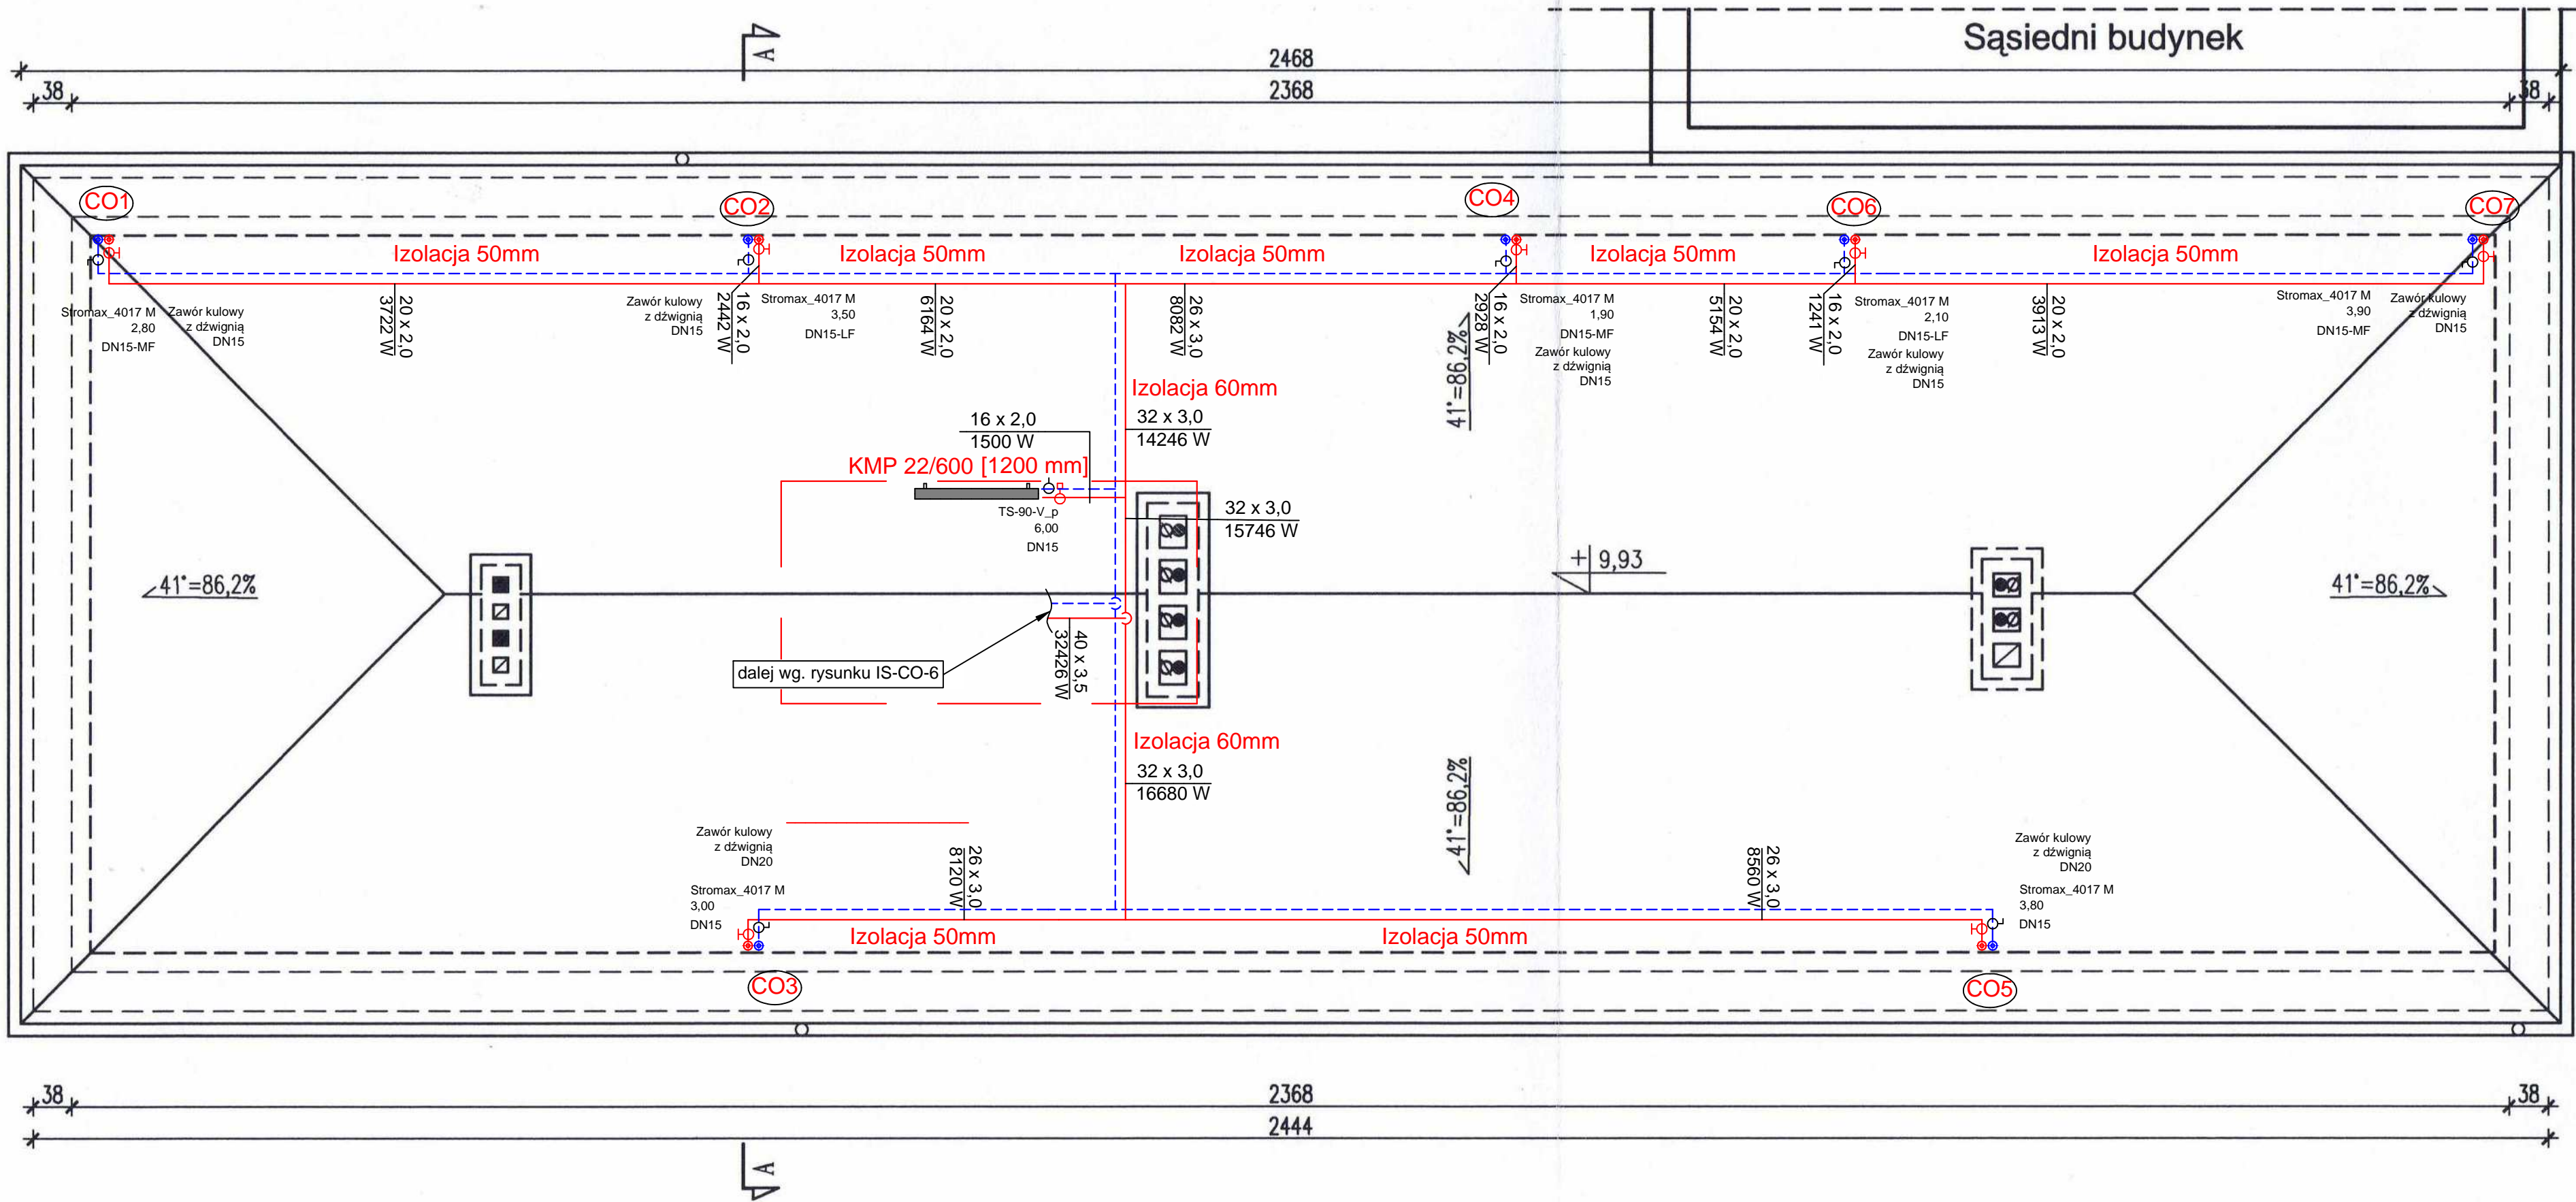 Sąsiedni budynek
A
2468
38
2368
38
CO1
CO2
CO4
CO6
CO7
Izolacja 50mm
Izolacja 50mm
Izolacja 50mm
Izolacja 50mm
Izolacja 50mm
Stromax_4017 M
2,80
DN15-MF
Zawór kulowy
z dźwignią
DN15
20 x 2,0
3722 W
Zawór kulowy
z dźwignią
DN15
16 x 2,0
2442 W
Stromax_4017 M
3,50
DN15-LF
20 x 2,0
6164 W
26 x 3,0
8082 W
16 x 2,0
2928 W
Stromax_4017 M
1,90
DN15-MF
Zawór kulowy
z dźwignią
DN15
20 x 2,0
5154 W
16 x 2,0
1241 W
Stromax_4017 M
2,10
DN15-LF
Zawór kulowy
z dźwignią
DN15
20 x 2,0
3913 W
Stromax_4017 M
3,90
DN15-MF
Zawór kulowy
z dźwignią
DN15
41°=86,2%
Izolacja 60mm
32 x 3,0
14246 W
16 x 2,0
1500 W
KMP 22/600 [1200 mm]
TS-90-V_p
6,00
DN15
32 x 3,0
15746 W
+ 9,93
41°=86,2%
41°=86,2%
40 x 3,5
32426 W
dalej wg. rysunku IS-CO-6
Izolacja 60mm
32 x 3,0
16680 W
41°=86,2%
Zawór kulowy
z dźwignią
DN20
Stromax_4017 M
3,00
DN15
26 x 3,0
8120 W
26 x 3,0
8560 W
Zawór kulowy
z dźwignią
DN20
Stromax_4017 M
3,80
DN15
Izolacja 50mm
Izolacja 50mm
CO3
CO5
38
2368
38
2444
A